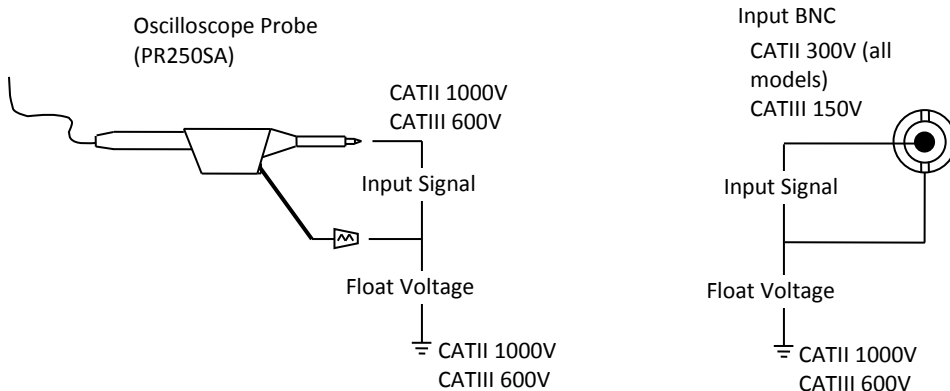 Oscilloscope Probe
(PR250SA)
CATII 1000V
CATIII 600V
Input Signal
Float Voltage
CATII 1000V
CATIII 600V
Input BNC
CATII 300V (all
models)
CATIII 150V
Input Signal
Float Voltage
CATII 1000V
CATIII 600V